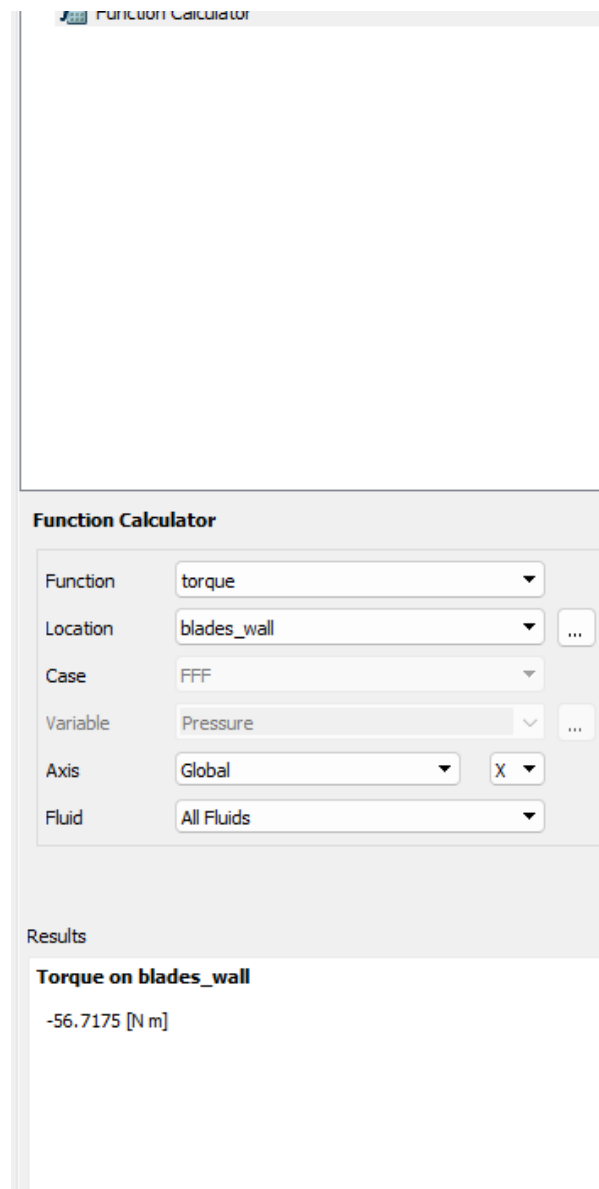 Function Calculator
Function Calculator
Function torque
Location blades_wall ...
Case FFF
Variable Pressure ...
Axis Global X
Fluid All Fluids
Results
Torque on blades_wall
-56.7175 [N m]